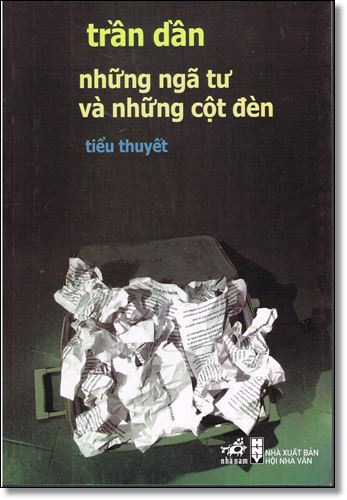 trần dần
những ngã tư
và những cột đèn
tiểu thuyết
nhã nam
HNV
NHÀ XUẤT BẢN
HỘI NHÀ VĂN